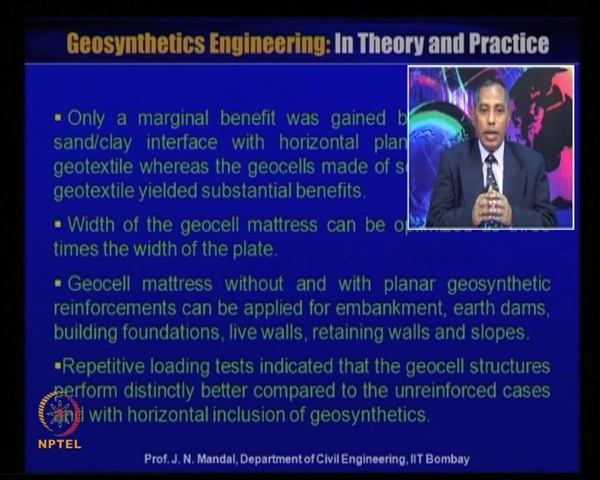 Geosynthetics Engineering: In Theory and Practice
▪ Only a marginal benefit was gained
sand/clay interface with horizontal
geotextile whereas the geocells made of
geotextile yielded substantial benefits.
▪ Width of the geocell mattress can be
times the width of the plate.
▪ Geocell mattress without and with planar geosynthetic
reinforcements can be applied for embankment, earth dams,
building foundations, live walls, retaining walls and slopes.
▪Repetitive loading tests indicated that the geocell structures
perform distinctly better compared to the unreinforced cases
and with horizontal inclusion of geosynthetics.
NPTEL
Prof. J. N. Mandal, Department of Civil Engineering, IIT Bombay